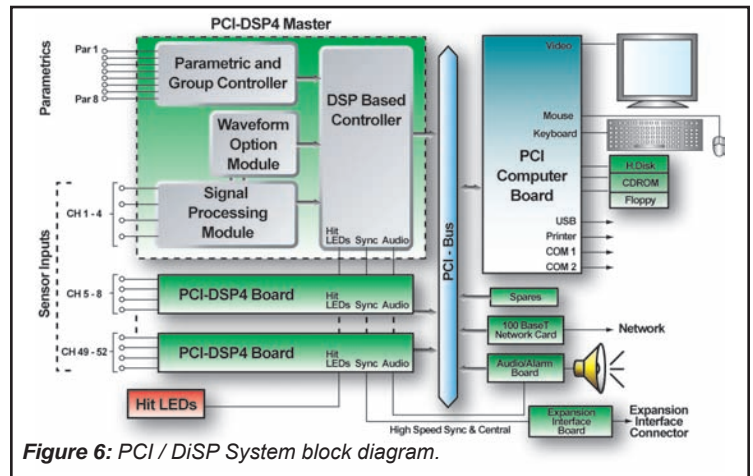 PCI-DSP4 Master
Parametrics
Par 1
Par 8
Parametric and
Group Controller
Waveform
Option
Module
Signal
Processing
Module
DSP Based
Controller
Hit
LEDs Sync Audio
Sensor Inputs
CH 1 - 4
CH 5 - 8
PCI-DSP4 Board
Hit
LEDs Sync Audio
CH 49 - 52
PCI-DSP4 Board
Hit
LEDs Sync Audio
Hit LEDs
PCI - Bus
PCI
Computer
Board
Video
Mouse
Keyboard
H.Disk
CDROM
Floppy
USB
Printer
COM 1
COM 2
Spares
100 BaseT
Network Card
Network
Audio/Alarm
Board
High Speed Sync & Central
Expansion
Interface
Board
Expansion
Interface
Connector
Figure 6: PCI / DiSP System block diagram.